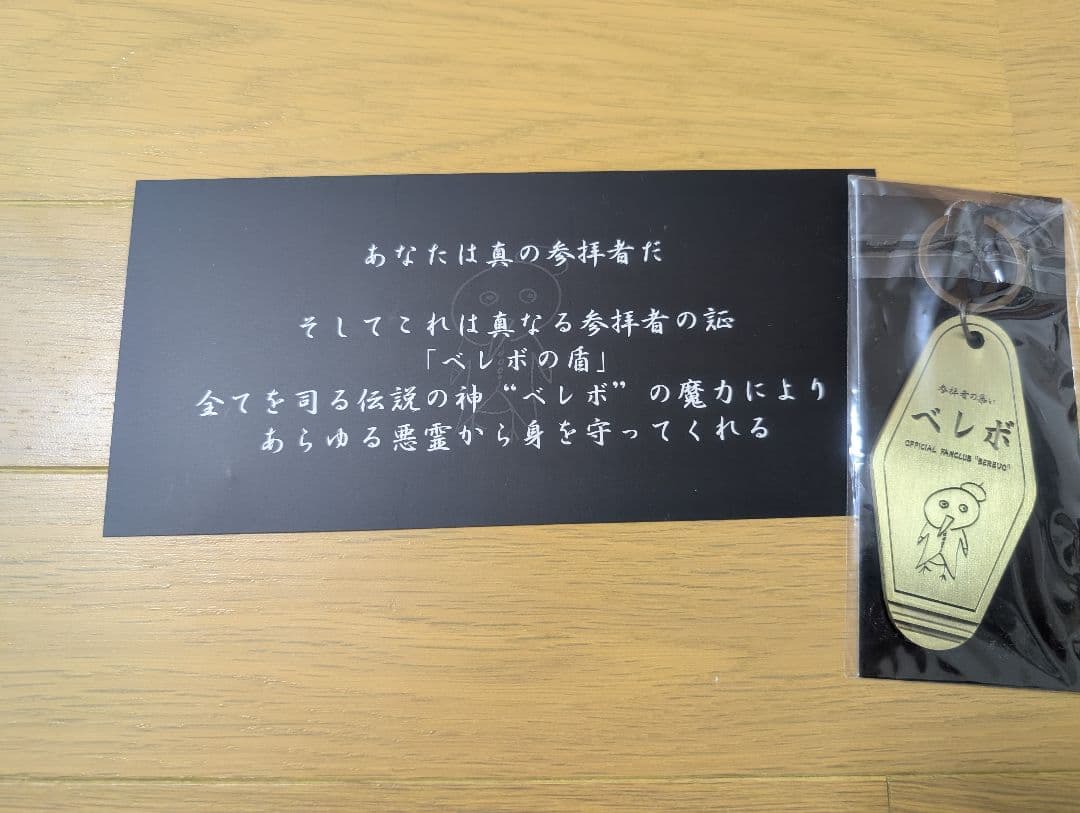 あなたは真の参拝者だ
そしてこれは真なる参拝者の証
「ベレボの盾」
全てを司る伝説の神“ベレボ”の魔力により
あらゆる悪霊から身を守ってくれる
参拝者の集い
ベレボ
OFFICIAL FANCLUB "BEREVO"